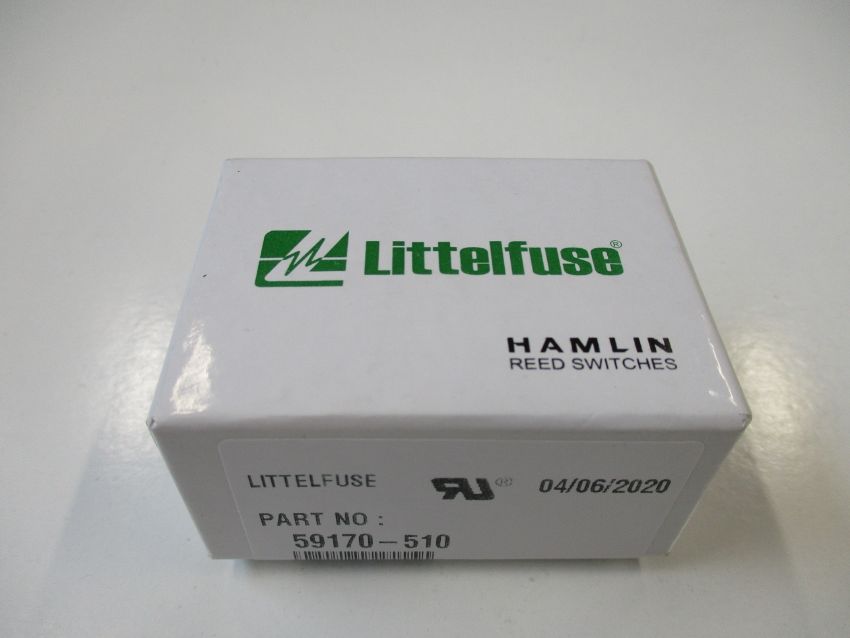 Littelfuse®
HAMLIN
REED SWITCHES
LITTELFUSE ® 04/06/2020
PART NO :
59170-510